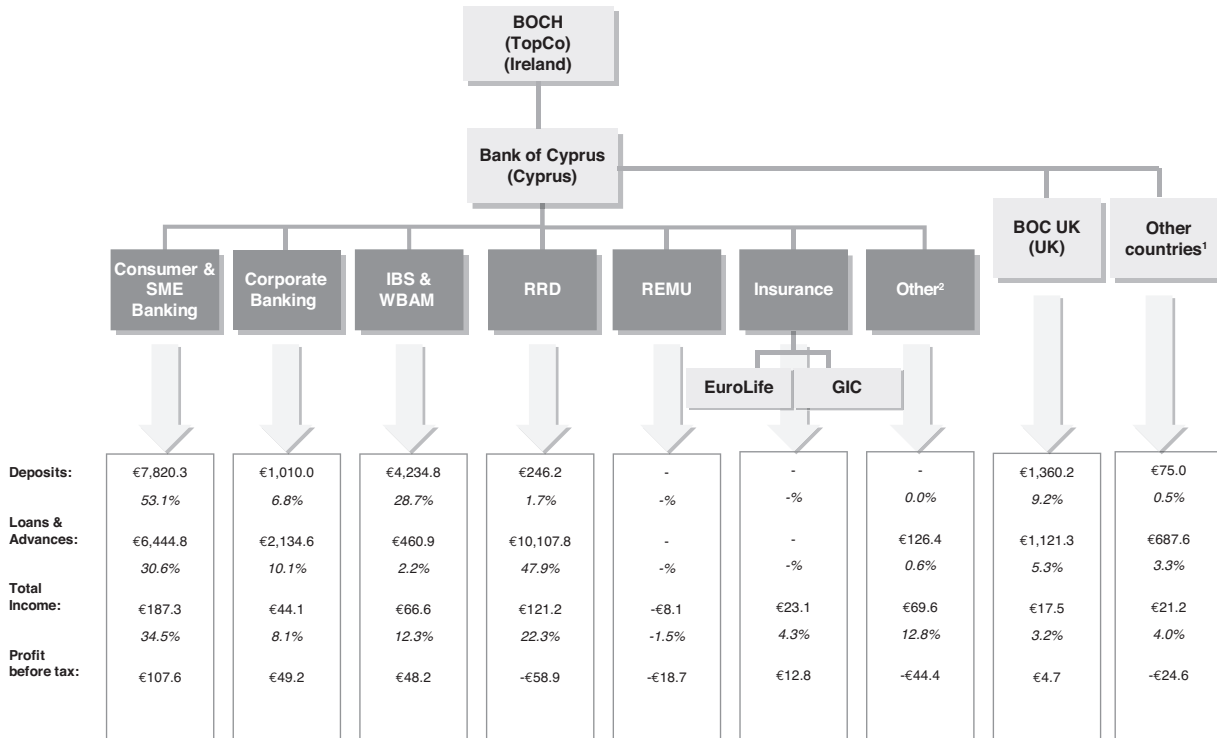 BOCH
(TopCo)
(Ireland)
Bank of Cyprus
(Cyprus)
BOC UK
(UK)
Other
countries¹
Consumer &
SME
Banking
Corporate
Banking
IBS &
WBAM
RRD
REMU
Insurance
Other²
EuroLife
GIC
Deposits: €7,820.3 €1,010.0 €4,234.8 €246.2 - - - €1,360.2 €75.0
53.1% 6.8% 28.7% 1.7% -% -% 0.0% 9.2% 0.5%
Loans &
Advances: €6,444.8 €2,134.6 €460.9 €10,107.8 - - €126.4 €1,121.3 €687.6
30.6% 10.1% 2.2% 47.9% -% -% 0.6% 5.3% 3.3%
Total
Income: €187.3 €44.1 €66.6 €121.2 -€8.1 €23.1 €69.6 €17.5 €21.2
34.5% 8.1% 12.3% 22.3% -1.5% 4.3% 12.8% 3.2% 4.0%
Profit
before tax: €107.6 €49.2 €48.2 -€58.9 -€18.7 €12.8 -€44.4 €4.7 -€24.6